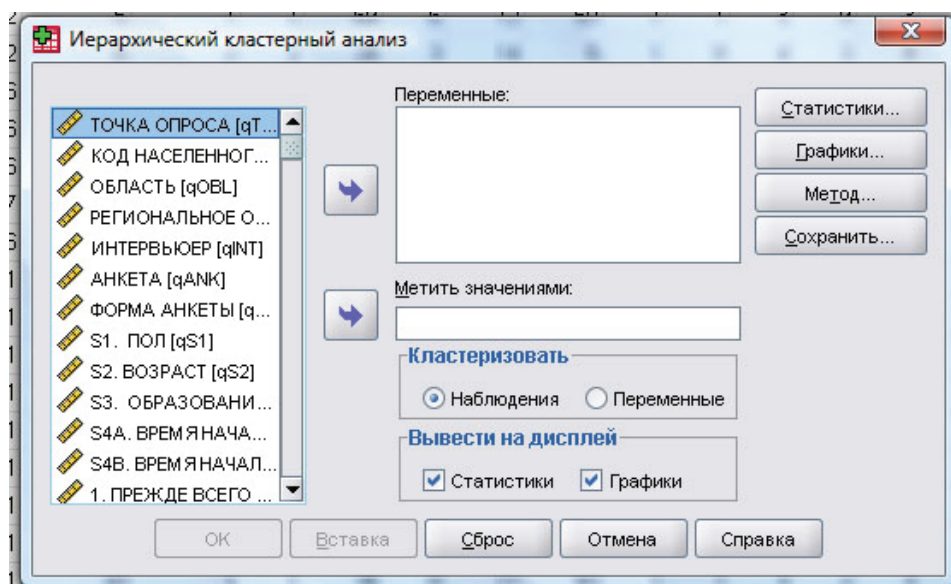 Иерархический кластерный анализ
ТОЧКА ОПРОСА [qT...
КОД НАСЕЛЕННОГ...
ОБЛАСТЬ [qOBL]
РЕГИОНАЛЬНОЕ О...
ИНТЕРВЬЮЕР [qINT]
АНКЕТА [qANK]
ФОРМА АНКЕТЫ [q...
S1. ПОЛ [qS1]
S2. ВОЗРАСТ [qS2]
S3. ОБРАЗОВАНИ...
S4A. ВРЕМЯ НАЧА...
S4B. ВРЕМЯ НАЧАЛ...
1. ПРЕЖДЕ ВСЕГО ...
Переменные:
Метить значениями:
Кластеризовать
Наблюдения Переменные
Вывести на дисплей
Статистики Графики
Статистики...
Графики...
Метод...
Сохранить...
OK Вставка Сброс Отмена Справка